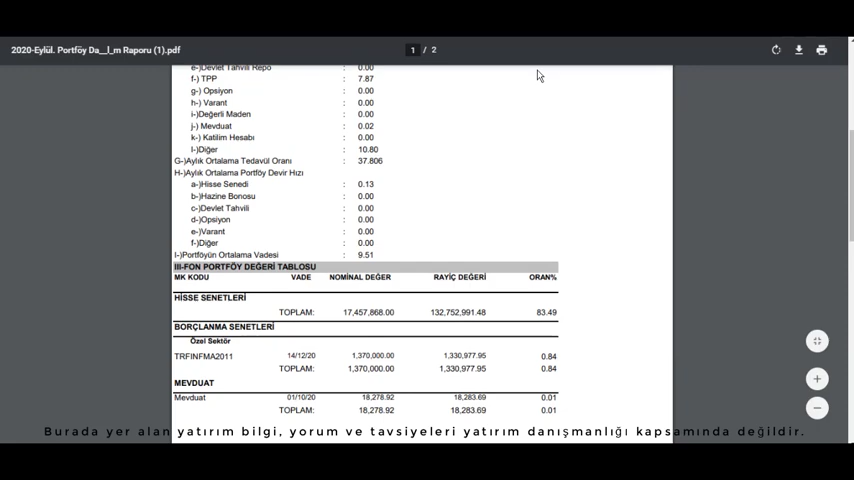 2020-Eylül. Portföy Da__l_m Raporu (1).pdf
1 / 2
e-)Devlet Tahvili Repo : 0.00
f-) TPP : 7.87
g-) Opsiyon : 0.00
h-) Varant : 0.00
i-)Değerli Maden : 0.00
j-) Mevduat : 0.02
k-) Katilim Hesabı : 0.00
l-)Diğer : 10.80
G-)Aylık Ortalama Tedavül Oranı : 37.806
H-)Aylık Ortalama Portföy Devir Hızı
a-)Hisse Senedi : 0.13
b-)Hazine Bonosu : 0.00
c-)Devlet Tahvili : 0.00
d-)Opsiyon : 0.00
e-)Varant : 0.00
f-)Diğer : 0.00
I-)Portföyün Ortalama Vadesi : 9.51
III-FON PORTFÖY DEĞERİ TABLOSU
MK KODU VADE NOMİNAL DEĞER RAYİÇ DEĞERİ ORAN%
HİSSE SENETLERİ
TOPLAM: 17,457,868.00 132,752,991.48 83.49
BORÇLANMA SENETLERİ
Özel Sektör
TRFINFMA2011 14/12/20 1,370,000.00 1,330,977.95 0.84
TOPLAM: 1,370,000.00 1,330,977.95 0.84
MEVDUAT
Mevduat 01/10/20 18,278.92 18,283.69 0.01
TOPLAM: 18,278.92 18,283.69 0.01
Burada yer alan yatırım bilgi, yorum ve tavsiyeleri yatırım danışmanlığı kapsamında değildir.